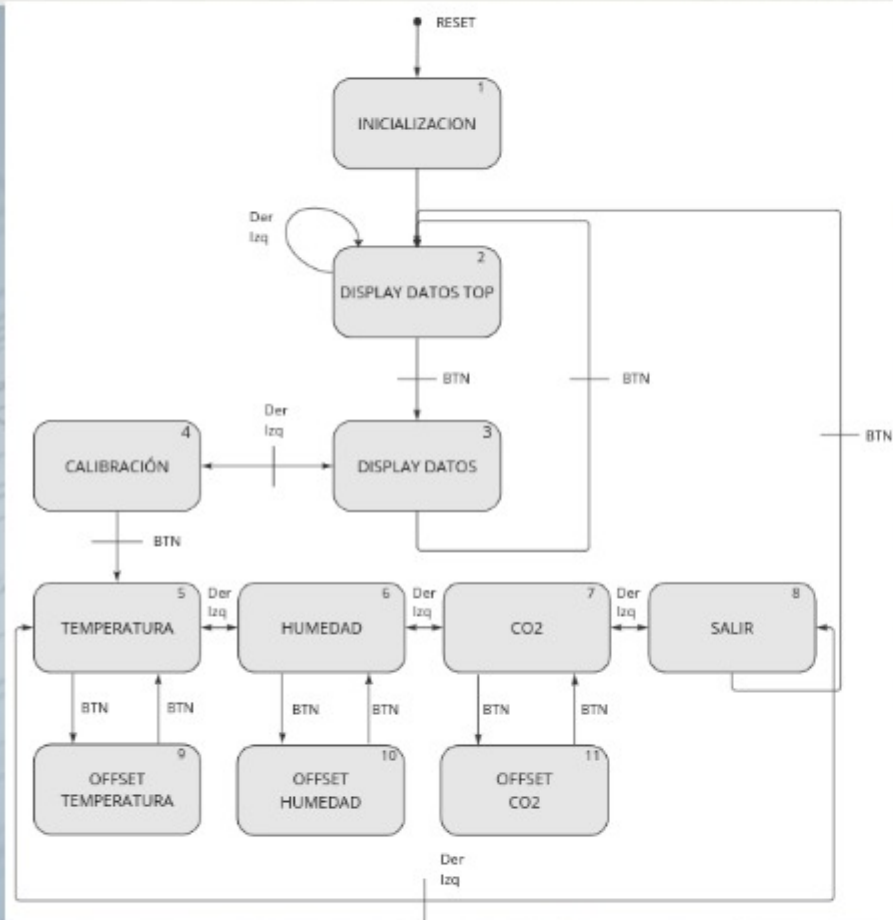 RESET
1
INICIALIZACION
Der
Izq
2
DISPLAY DATOS TOP
BTN
BTN
BTN
Der
Izq
4
CALIBRACIÓN
3
DISPLAY DATOS
BTN
5
TEMPERATURA
Der
Izq
6
HUMEDAD
Der
Izq
7
CO2
Der
Izq
8
SALIR
BTN
BTN
BTN
BTN
BTN
BTN
9
OFFSET
TEMPERATURA
10
OFFSET
HUMEDAD
11
OFFSET
CO2
Der
Izq